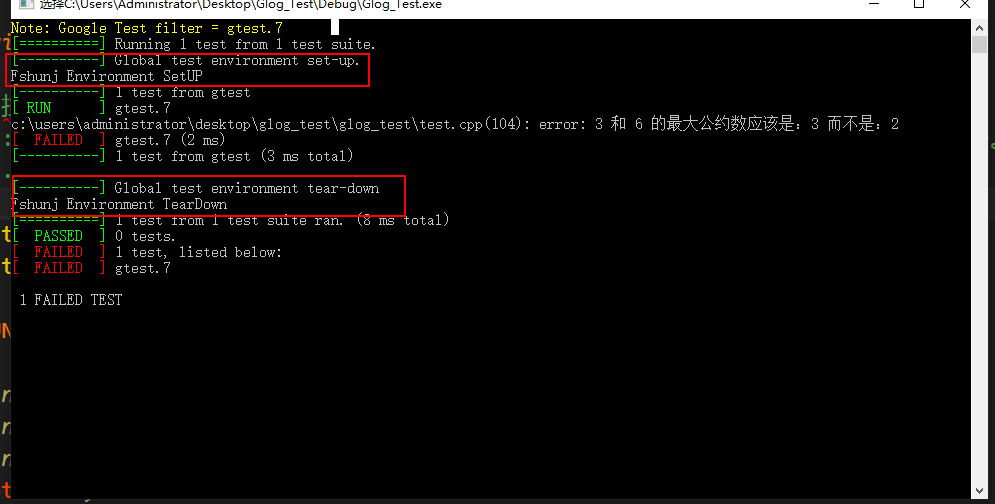 选择C:\Users\Administrator\Desktop\Glog_Test\Debug\Glog_Test.exe
Note: Google Test filter = gtest.7
[==========] Running 1 test from 1 test suite.
[----------] Global test environment set-up.
Fshunj Environment SetUP
[----------] 1 test from gtest
[ RUN      ] gtest.7
c:\users\administrator\desktop\glog_test\glog_test\test.cpp(104): error: 3 和 6 的最大公约数应该是：3 而不是：2
[  FAILED  ] gtest.7 (2 ms)
[----------] 1 test from gtest (3 ms total)
[----------] Global test environment tear-down
Fshunj Environment TearDown
[==========] 1 test from 1 test suite ran. (8 ms total)
[  PASSED  ] 0 tests.
[  FAILED  ] 1 test, listed below:
[  FAILED  ] gtest.7
1 FAILED TEST